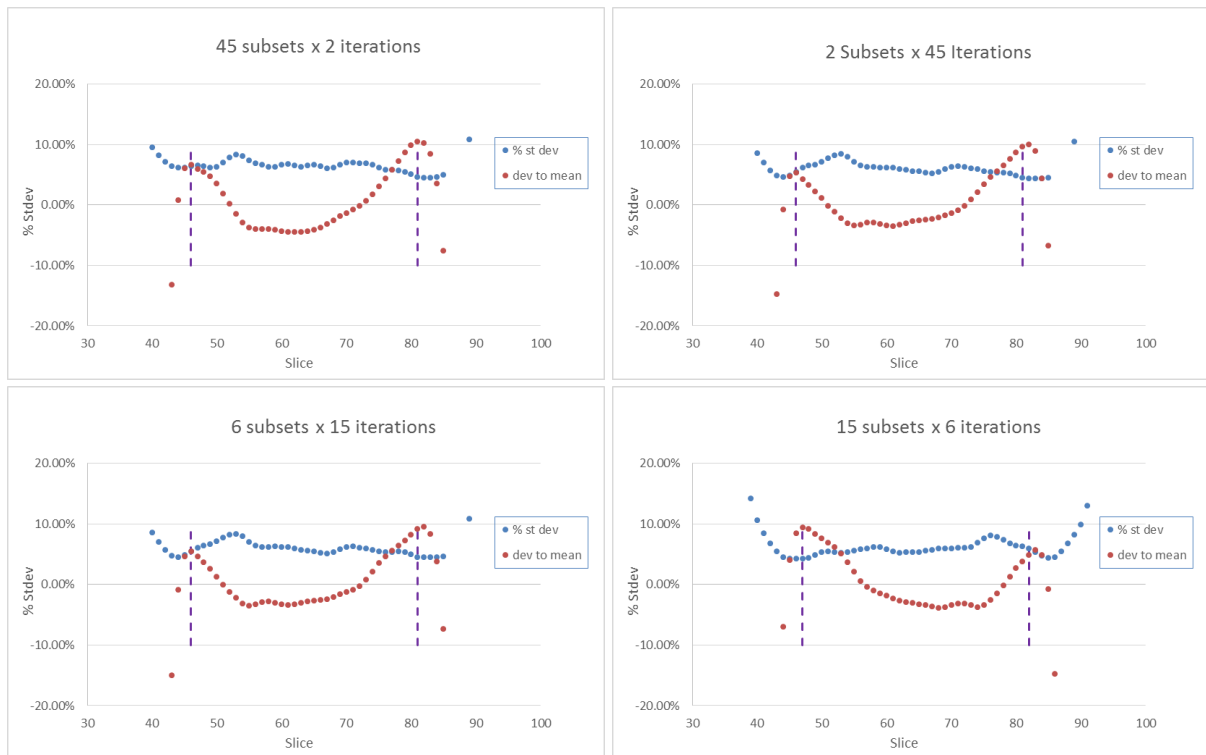 45 subsets x 2 iterations
20.00%
10.00%
0.00%
-10.00%
-20.00%
% Stdev
30 40 50 60 70 80 90 100
Slice
% st dev
dev to mean
2 Subsets x 45 Iterations
20.00%
10.00%
0.00%
-10.00%
-20.00%
% Stdev
30 40 50 60 70 80 90 100
Slice
% st dev
dev to mean
6 subsets x 15 iterations
20.00%
10.00%
0.00%
-10.00%
-20.00%
% Stdev
30 40 50 60 70 80 90 100
Slice
% st dev
dev to mean
15 subsets x 6 iterations
20.00%
10.00%
0.00%
-10.00%
-20.00%
% Stdev
30 40 50 60 70 80 90 100
Slice
% st dev
dev to mean